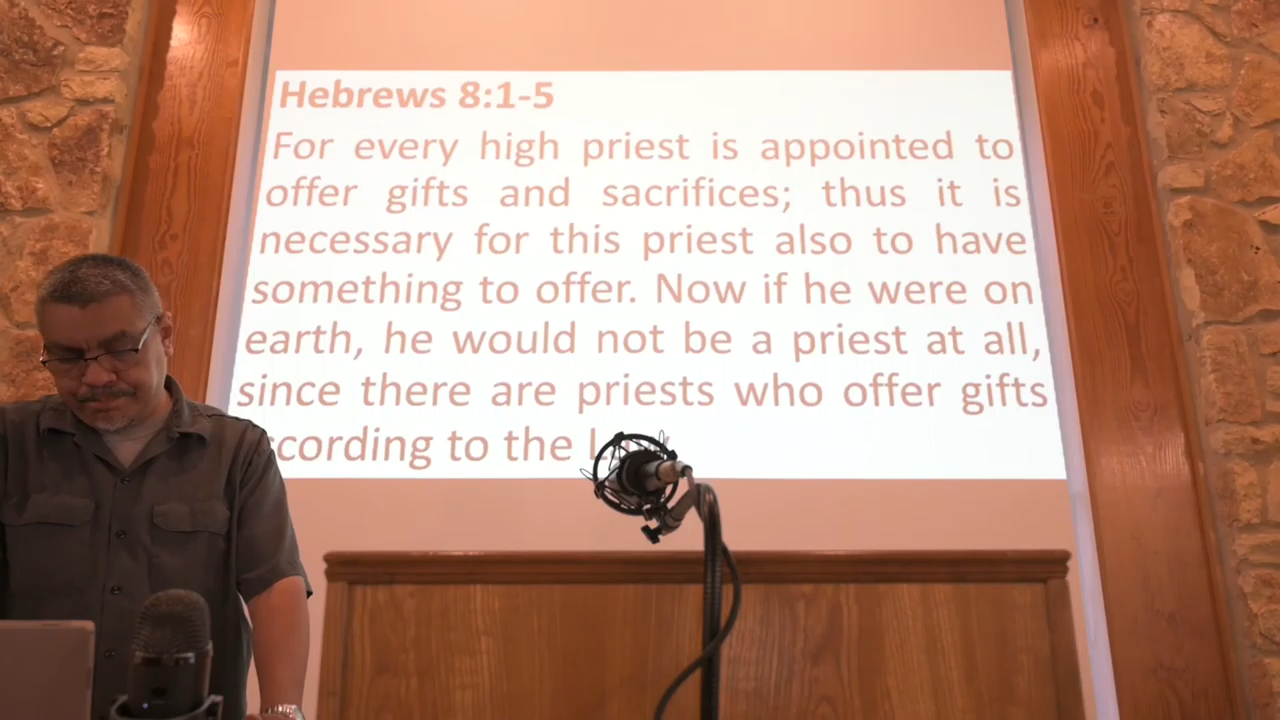 Hebrews 8:1-5
For every high priest is appointed to
offer gifts and sacrifices; thus it is
necessary for this priest also to have
something to offer. Now if he were on
earth, he would not be a priest at all,
since there are priests who offer gifts
cording to the